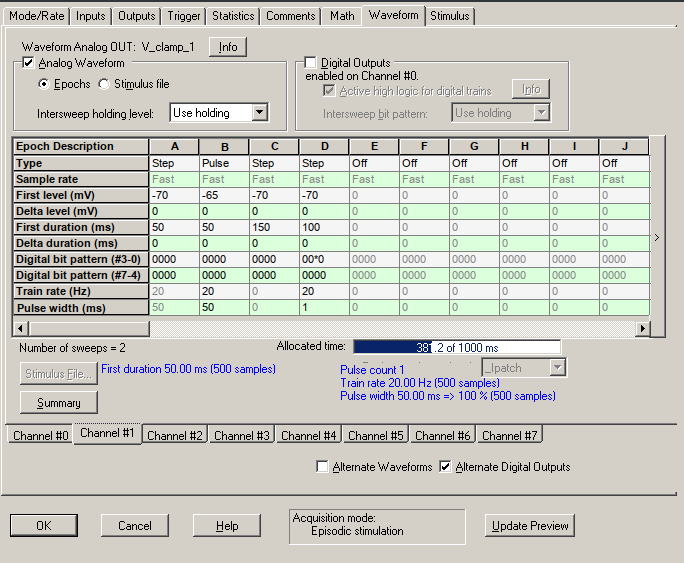 Mode/Rate Inputs Outputs Trigger Statistics Comments Math Waveform Stimulus
Waveform Analog OUT: V_clamp_1 Info
Analog Waveform
Epochs Stimulus file
Intersweep holding level: Use holding
Digital Outputs
enabled on Channel #0.
Active high logic for digital trains Info
Intersweep bit pattern: Use holding
Epoch Description A B C D E F G H I J
Type Step Pulse Step Step Off Off Off Off Off Off
Sample rate Fast Fast Fast Fast Fast Fast Fast Fast Fast Fast
First level (mV) -70 -65 -70 -70 0 0 0 0 0 0
Delta level (mV) 0 0 0 0 0 0 0 0 0 0
First duration (ms) 50 50 150 100 0 0 0 0 0 0
Delta duration (ms) 0 0 0 0 0 0 0 0 0 0
Digital bit pattern (#3-0) 0000 0000 0000 00*0 0000 0000 0000 0000 0000 0000
Digital bit pattern (#7-4) 0000 0000 0000 0000 0000 0000 0000 0000 0000 0000
Train rate (Hz) 20 20 0 20 0 0 0 0 0 0
Pulse width (ms) 50 50 0 1 0 0 0 0 0 0
Number of sweeps = 2
Allocated time: 381.2 of 1000 ms
Stimulus File... First duration 50.00 ms (500 samples)
_Ipatch
Pulse count 1
Train rate 20.00 Hz (500 samples)
Pulse width 50.00 ms => 100 % (500 samples)
Summary
Channel #0 Channel #1 Channel #2 Channel #3 Channel #4 Channel #5 Channel #6 Channel #7
Alternate Waveforms Alternate Digital Outputs
OK Cancel Help
Acquisition mode:
Episodic stimulation
Update Preview